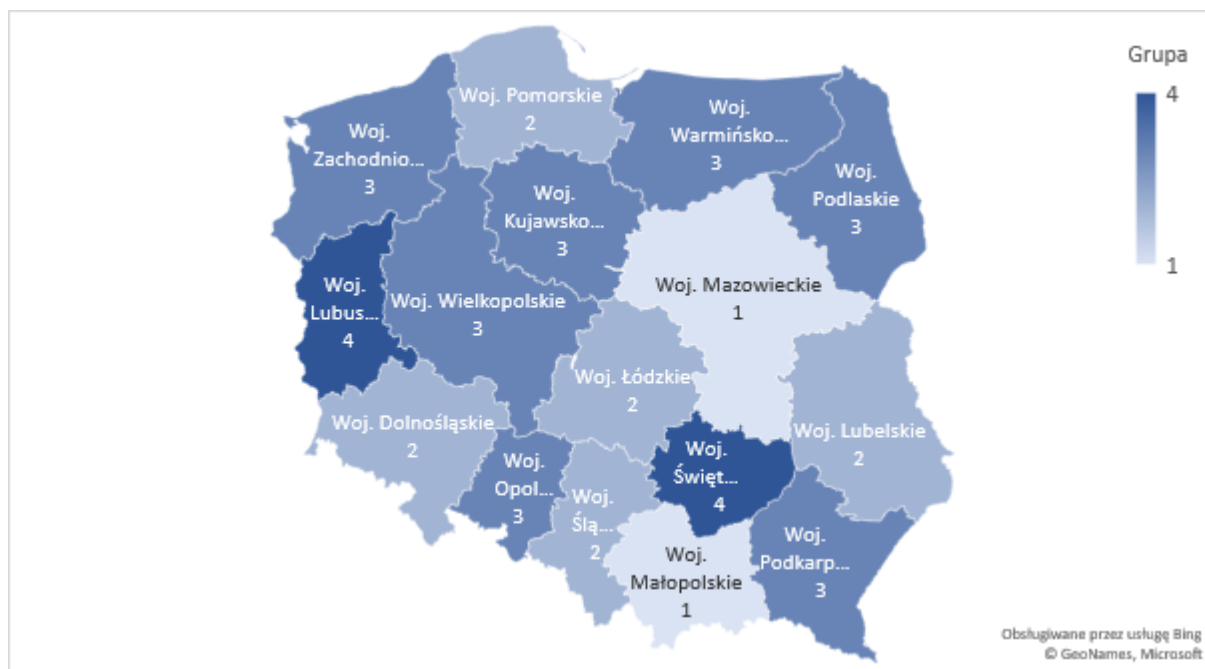 Grupa
4
1
Woj. Pomorskie
2
Woj.
Warmińsko ...
3
Woj.
Zachodnio...
3
Woj.
Podlaskie
3
Woj.
Kujawsko...
3
Woj. Mazowieckie
1
Woj.
Lubus...
4
Woj. Wielkopolskie
3
Woj. Łódzkie
2
Woj. Dolnośląskie
2
Woj. Lubelskie
2
Woj.
Opol...
3
Woj.
Ślą...
2
Woj.
Święt...
4
Woj.
Małopolskie
1
Woj.
Podkarp...
3
Obsługiwane przez usługę Bing
© GeoNames, Microsoft